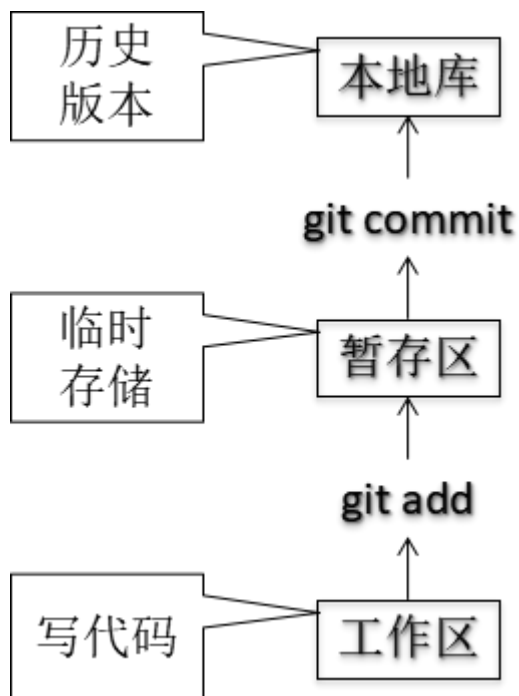 历史
版本
本地库
git commit
临时
存储
暂存区
git add
写代码
工作区